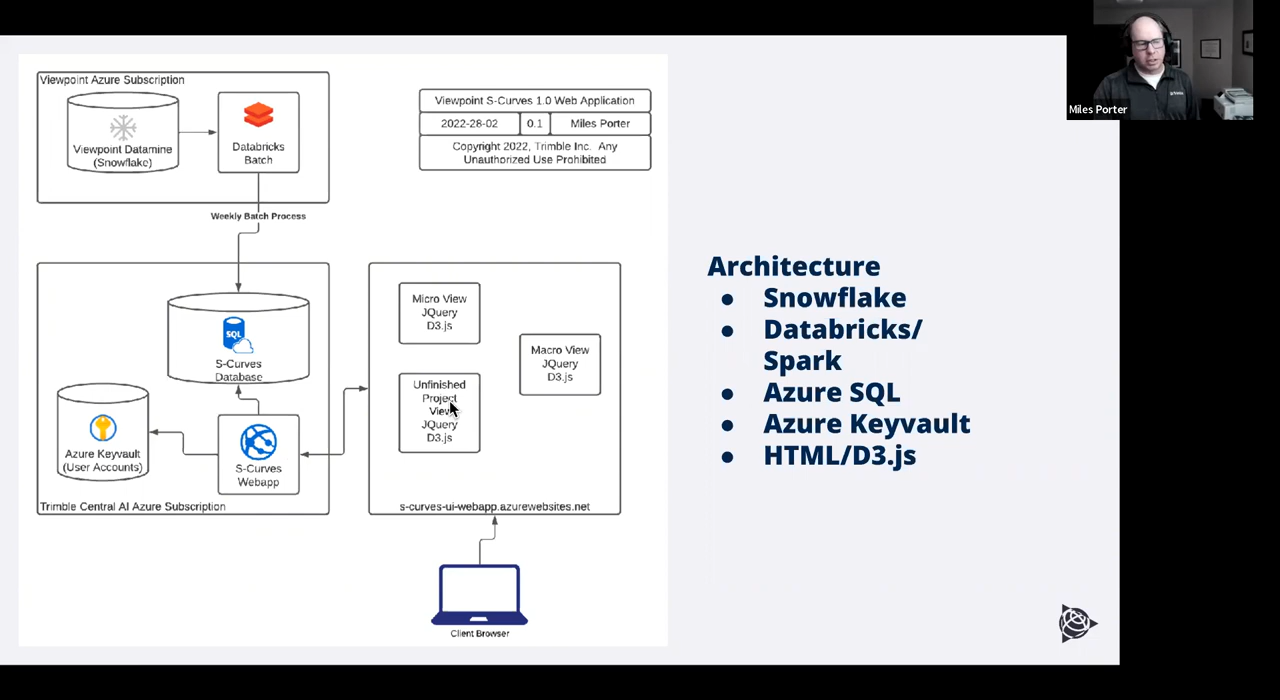 Viewpoint Azure Subscription
Viewpoint Datamine
(Snowflake)
Databricks
Batch
Weekly Batch Process
Viewpoint S-Curves 1.0 Web Application
2022-28-02
0.1
Miles Porter
Copyright 2022, Trimble Inc. Any
Unauthorized Use Prohibited
SQL
S-Curves
Database
Azure Keyvault
(User Accounts)
S-Curves
Webapp
Trimble Central AI Azure Subscription
Micro View
JQuery
D3.js
Macro View
JQuery
D3.js
Unfinished
Project
View
JQuery
D3.js
s-curves-ui-webapp.azurewebsites.net
Client Browser
Architecture
● Snowflake
● Databricks/
Spark
● Azure SQL
● Azure Keyvault
● HTML/D3.js
Miles Porter